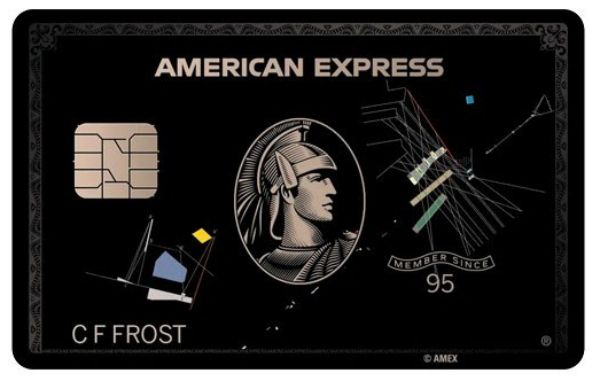 AMERICAN EXPRESS
MEMBER SINCE
95
C F FROST
®
© AMEX